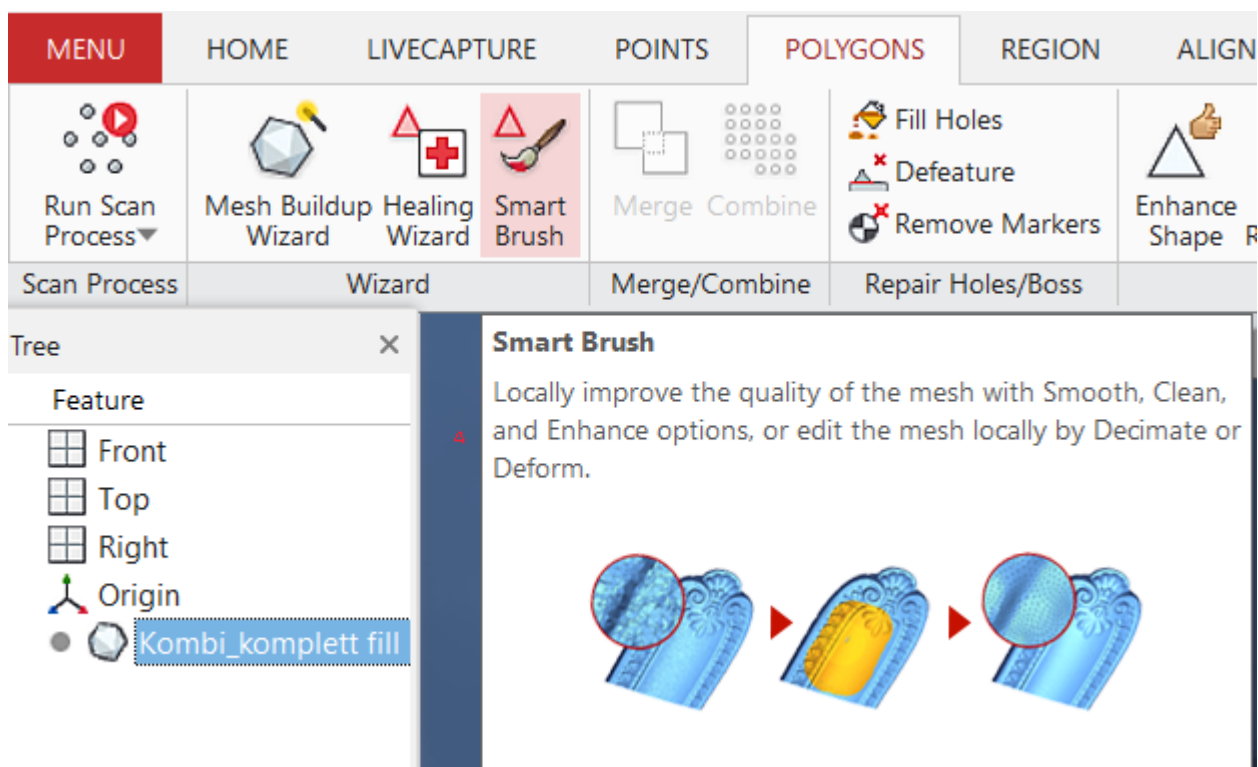 MENU HOME LIVECAPTURE POINTS POLYGONS REGION ALIGN
Run Scan
Process
Mesh Buildup
Wizard
Healing
Wizard
Smart
Brush
Merge Combine
Fill Holes
Defeature
Remove Markers
Enhance
Shape
R
Scan Process Wizard Merge/Combine Repair Holes/Boss
Tree
Feature
Front
Top
Right
Origin
Kombi_komplett fill
Smart Brush
Locally improve the quality of the mesh with Smooth, Clean,
and Enhance options, or edit the mesh locally by Decimate or
Deform.